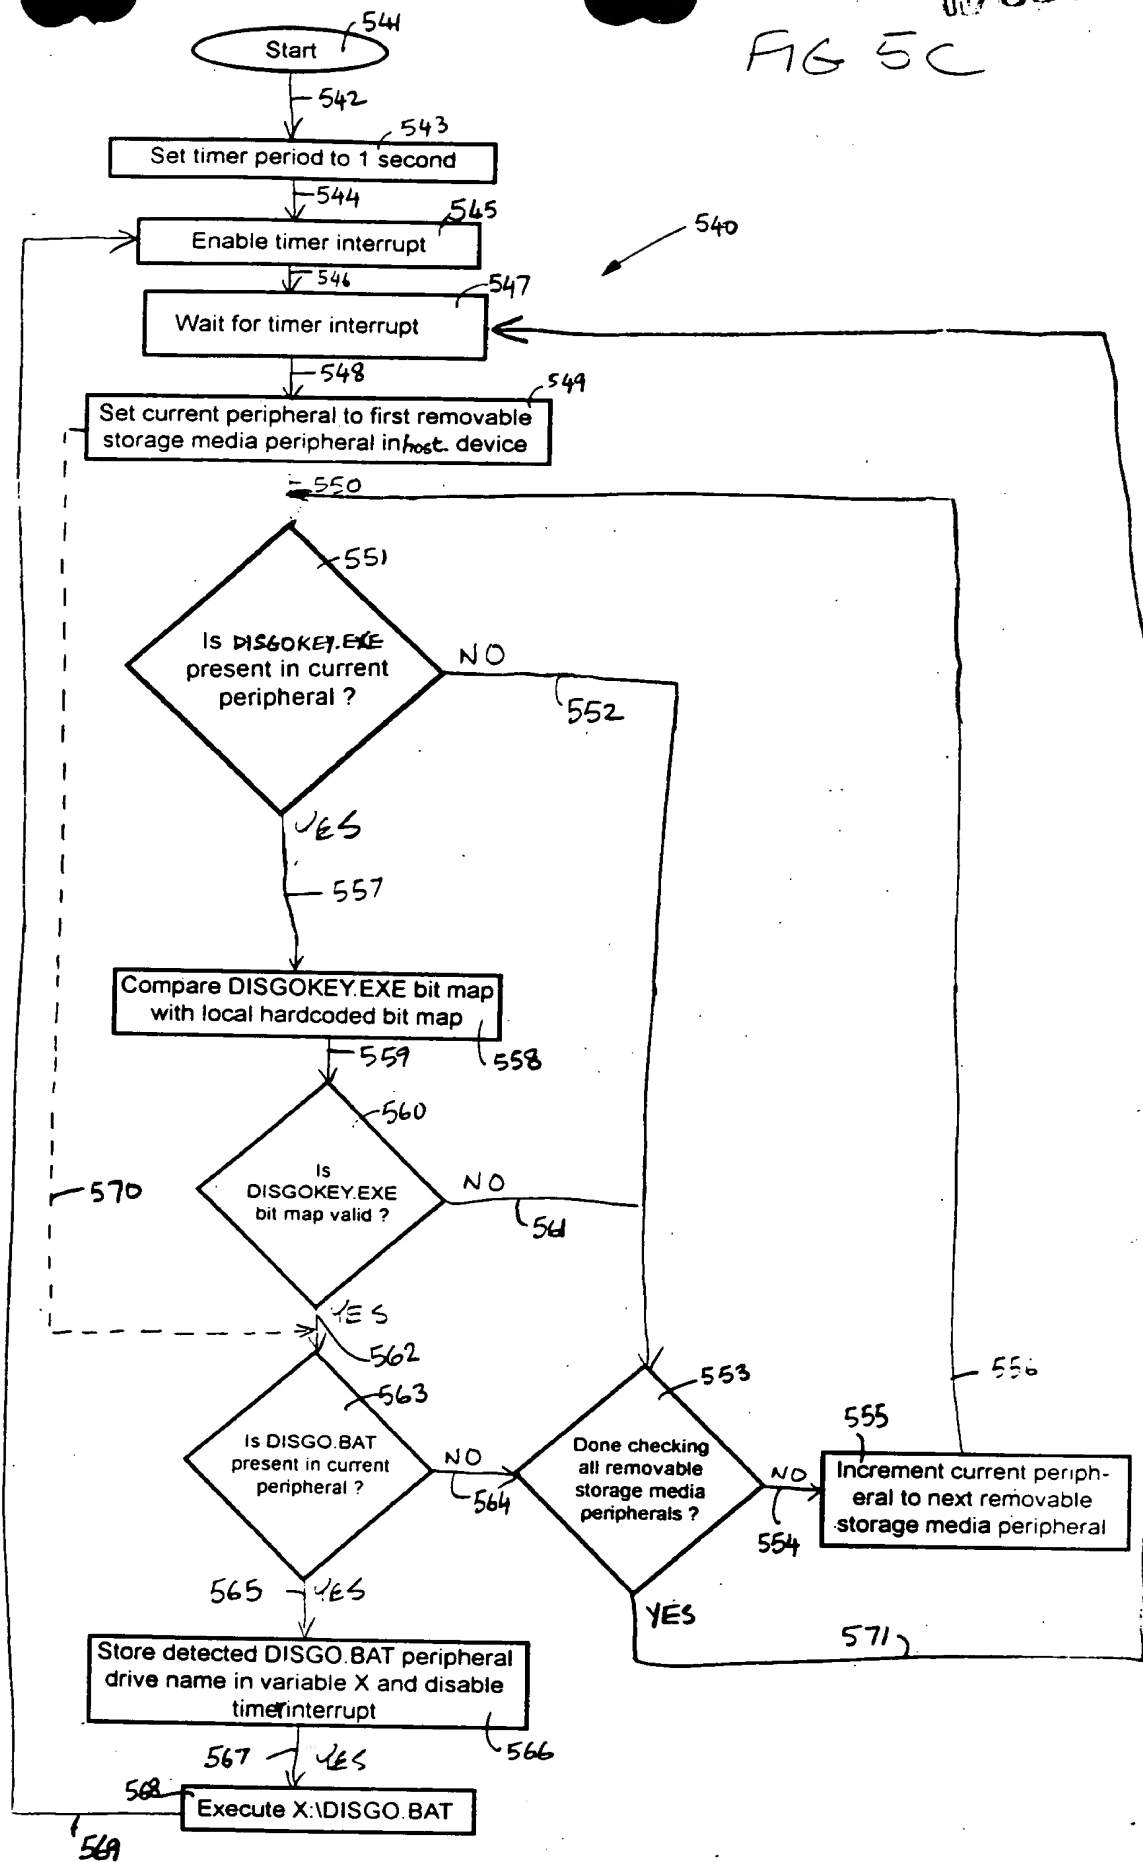 FIG 5C
541
Start
542
543
Set timer period to 1 second
544
545
Enable timer interrupt
540
546
547
Wait for timer interrupt
548
549
Set current peripheral to first removable
storage media peripheral in host. device
550
551
Is DISGOKEY.EXE
present in current
peripheral ?
NO
552
YES
557
Compare DISGOKEY.EXE bit map
with local hardcoded bit map
559
558
560
Is
DISGOKEY.EXE
bit map valid ?
NO
561
570
YES
562
563
Is DISGO.BAT
present in current
peripheral ?
NO
564
553
Done checking
all removable
storage media
peripherals ?
NO
554
556
555
Increment current periph-
eral to next removable
storage media peripheral
YES
571
565
YES
Store detected DISGO.BAT peripheral
drive name in variable X and disable
timer interrupt
566
567
YES
568
Execute X:\DISGO.BAT
569